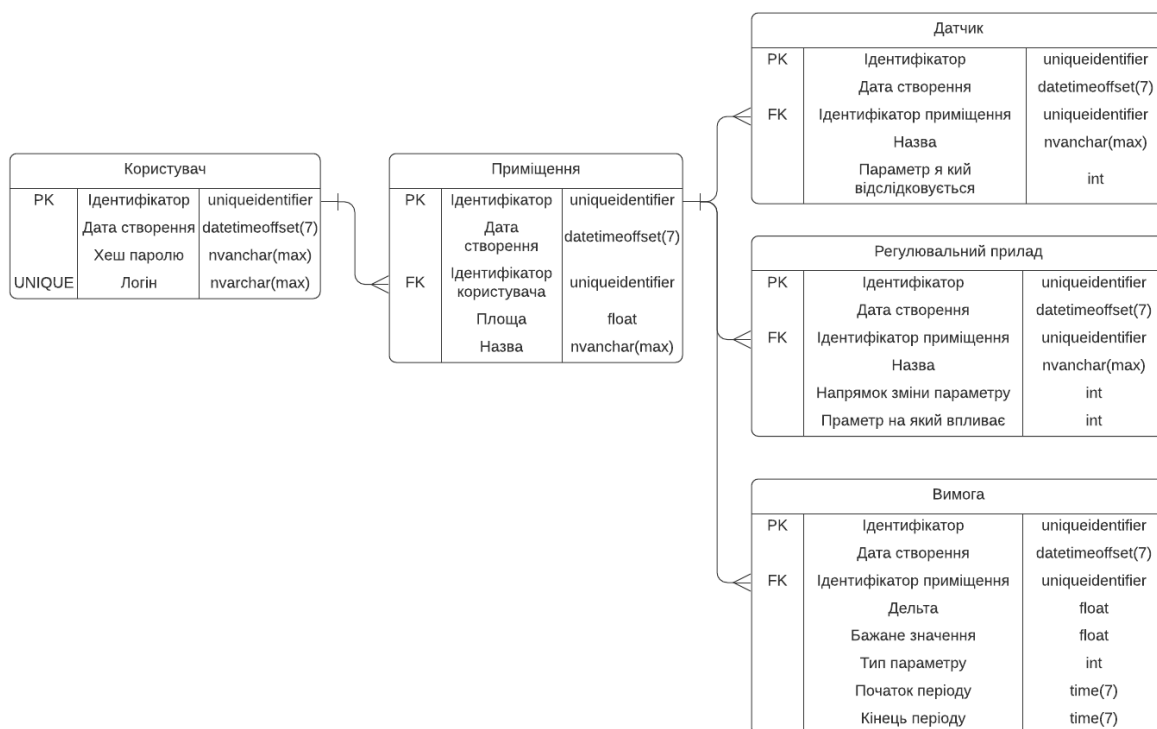 Користувач
PK Ідентифікатор uniqueidentifier
Дата створення datetimeoffset(7)
Хеш паролю nvanchar(max)
UNIQUE Логін nvarchar(max)
Приміщення
PK Ідентифікатор uniqueidentifier
Дата
створення datetimeoffset(7)
FK Ідентифікатор
користувача uniqueidentifier
Площа float
Назва nvanchar(max)
Датчик
PK Ідентифікатор uniqueidentifier
Дата створення datetimeoffset(7)
FK Ідентифікатор приміщення uniqueidentifier
Назва nvanchar(max)
Параметр я кий
відслідковується int
Регулювальний прилад
PK Ідентифікатор uniqueidentifier
Дата створення datetimeoffset(7)
FK Ідентифікатор приміщення uniqueidentifier
Назва nvanchar(max)
Напрямок зміни параметру int
Праметр на який впливає int
Вимога
PK Ідентифікатор uniqueidentifier
Дата створення datetimeoffset(7)
FK Ідентифікатор приміщення uniqueidentifier
Дельта float
Бажане значення float
Тип параметру int
Початок періоду time(7)
Кінець періоду time(7)